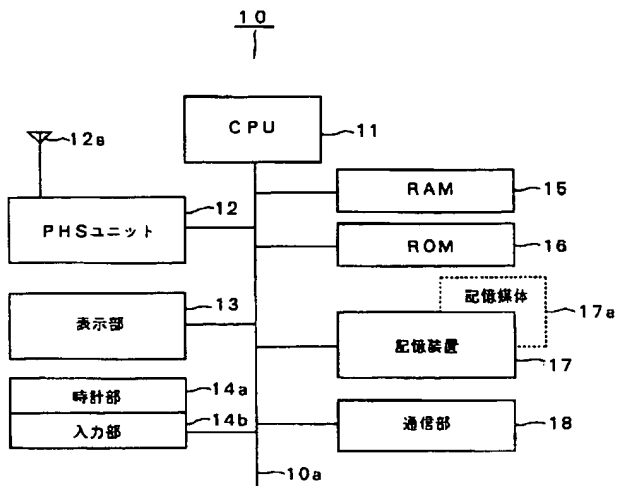 10
CPU
11
12a
PHSユニット
12
RAM
15
ROM
16
表示部
13
記憶媒体
17a
記憶装置
17
時計部
14a
入力部
14b
通信部
18
10a